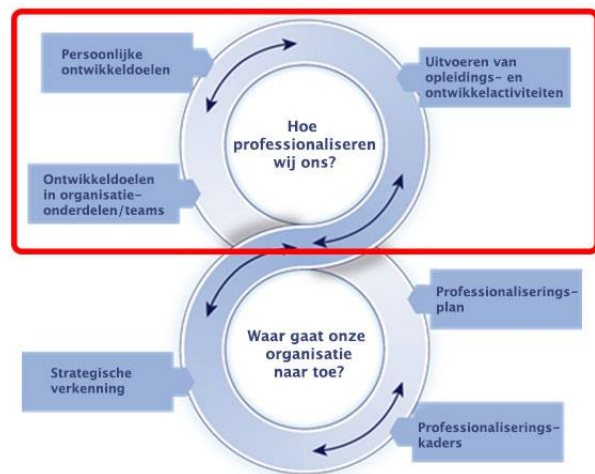 Persoonlijke
ontwikkeldoelen
Uitvoeren van
opleidings- en
ontwikkelactiviteiten
Hoe
professionaliseren
wij ons?
Ontwikkeldoelen
in organisatie-
onderdelen/teams
Professionaliserings-
plan
Waar gaat onze
organisatie
naar toe?
Strategische
verkenning
Professionaliserings-
kaders